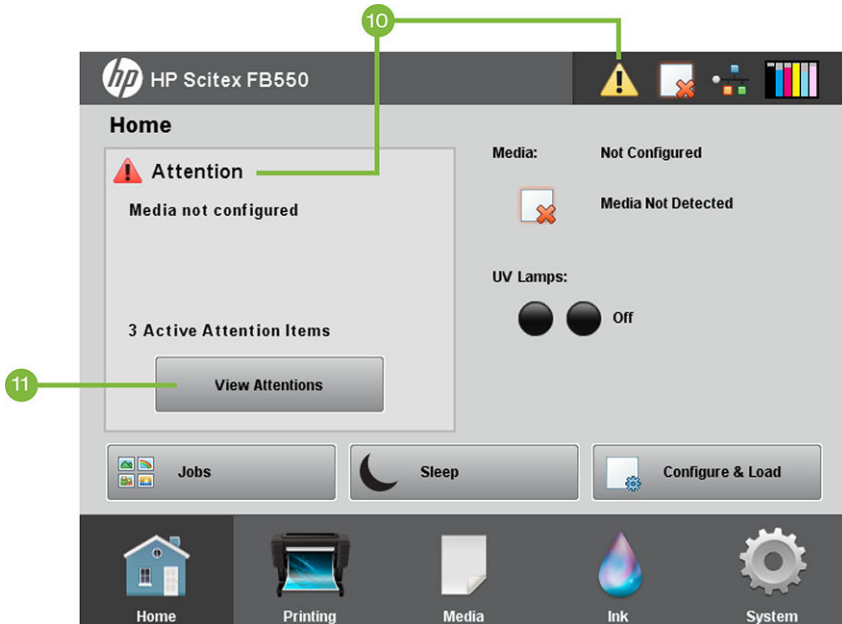 10
hp HP Scitex FB550
Home
Attention
Media not configured
3 Active Attention Items
11
View Attentions
Media: Not Configured
Media Not Detected
UV Lamps:
Off
Jobs
Sleep
Configure & Load
Home
Printing
Media
Ink
System